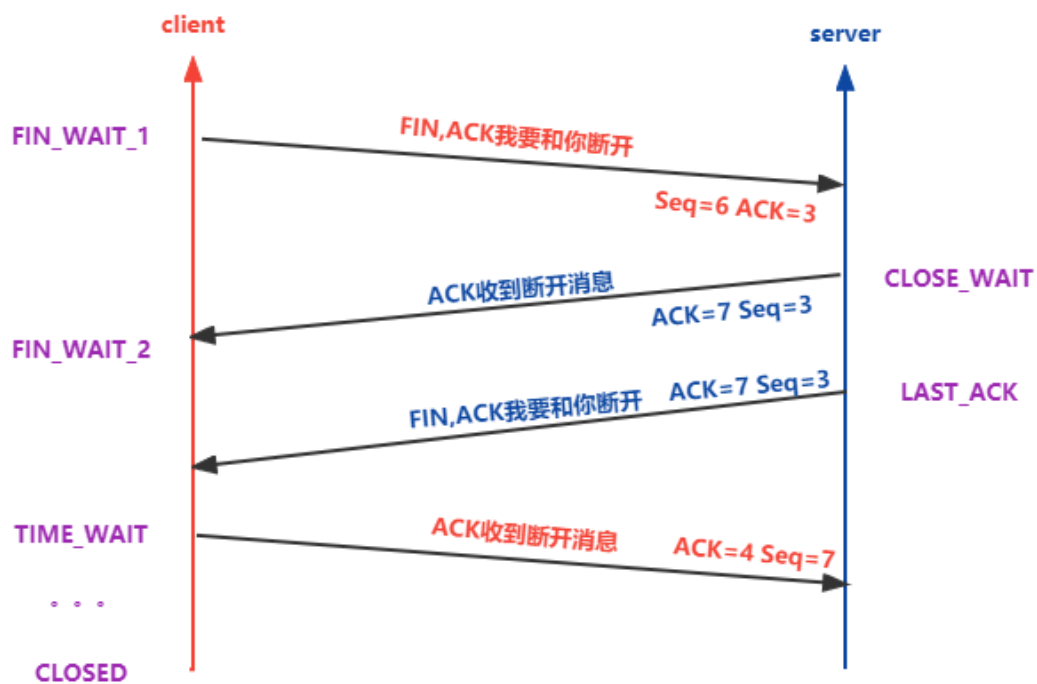 client
server
FIN_WAIT_1
FIN,ACK我要和你断开
Seq=6 ACK=3
ACK收到断开消息
ACK=7 Seq=3
CLOSE_WAIT
FIN_WAIT_2
FIN,ACK我要和你断开
ACK=7 Seq=3
LAST_ACK
TIME_WAIT
ACK收到断开消息
ACK=4 Seq=7
。。。
CLOSED